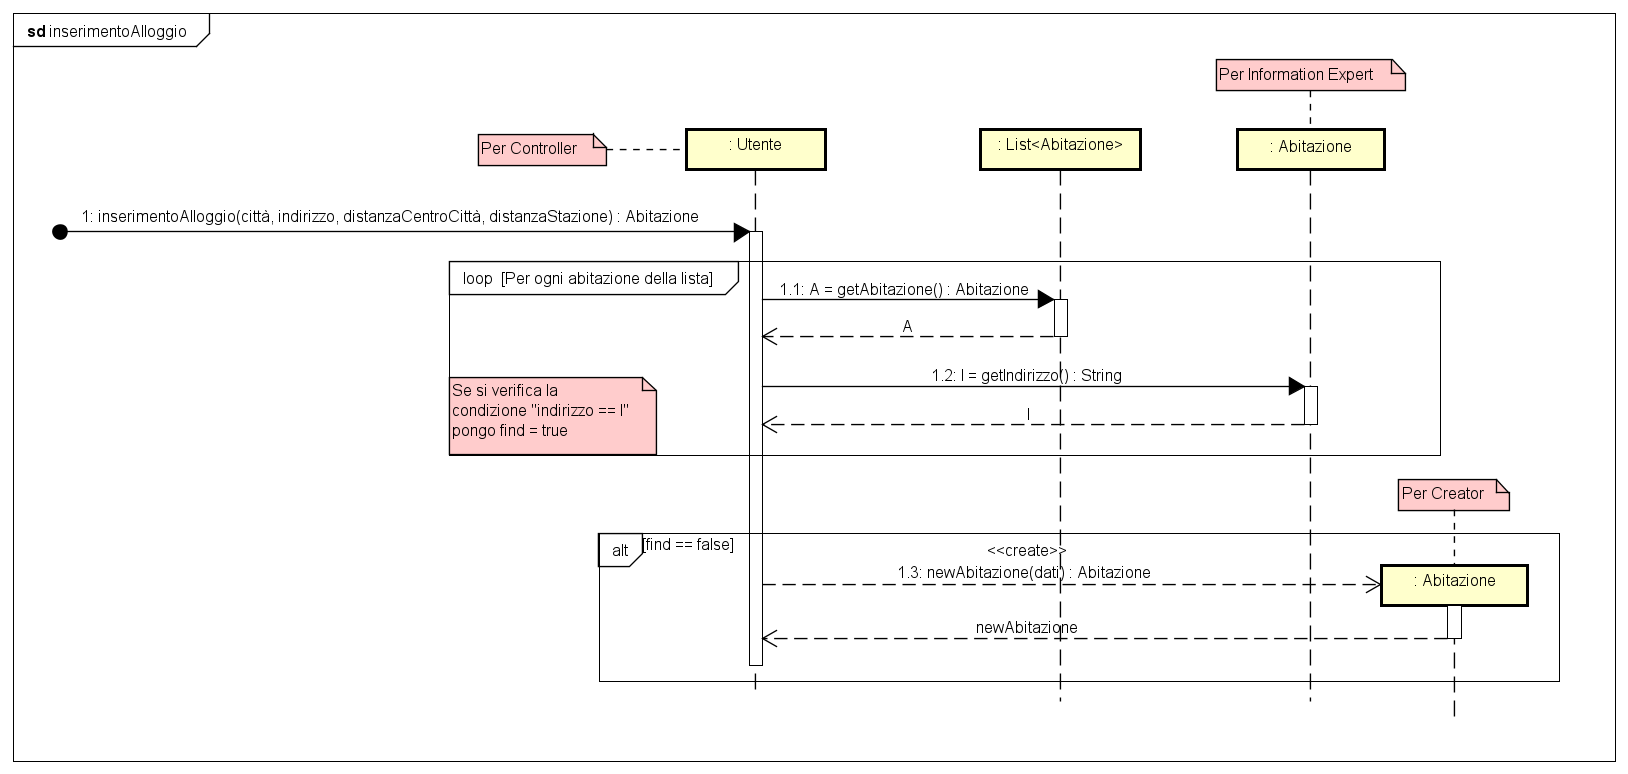 sd inserimentoAlloggio
Per Information Expert
Per Controller
: Utente
: List<Abitazione>
: Abitazione
1: inserimentoAlloggio(città, indirizzo, distanzaCentroCittà, distanzaStazione) : Abitazione
loop [Per ogni abitazione della lista]
1.1: A = getAbitazione() : Abitazione
A
1.2: I = getIndirizzo() : String
I
Se si verifica la
condizione "indirizzo == I"
pongo find = true
Per Creator
alt [find == false]
<<create>>
1.3: newAbitazione(dati) : Abitazione
: Abitazione
newAbitazione